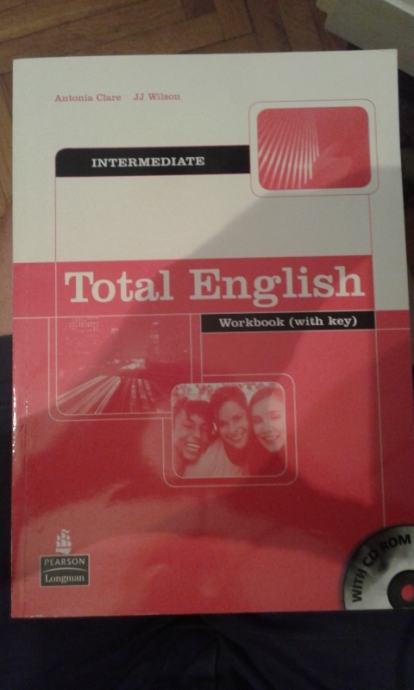 Antonia Clare JJ Wilson
INTERMEDIATE
Total English
Workbook (with key)
PEARSON
Longman
WITH CD ROM